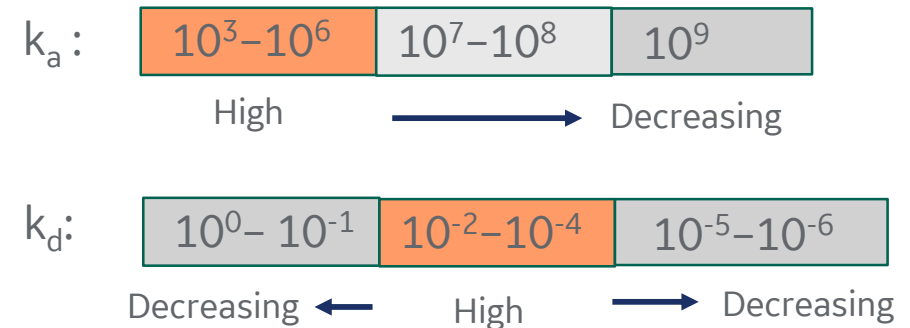 kₐ: 10³–10⁶ 10⁷–10⁸ 10⁹
High Decreasing
k_d: 10⁰– 10⁻¹ 10⁻²–10⁻⁴ 10⁻⁵–10⁻⁶
Decreasing High Decreasing